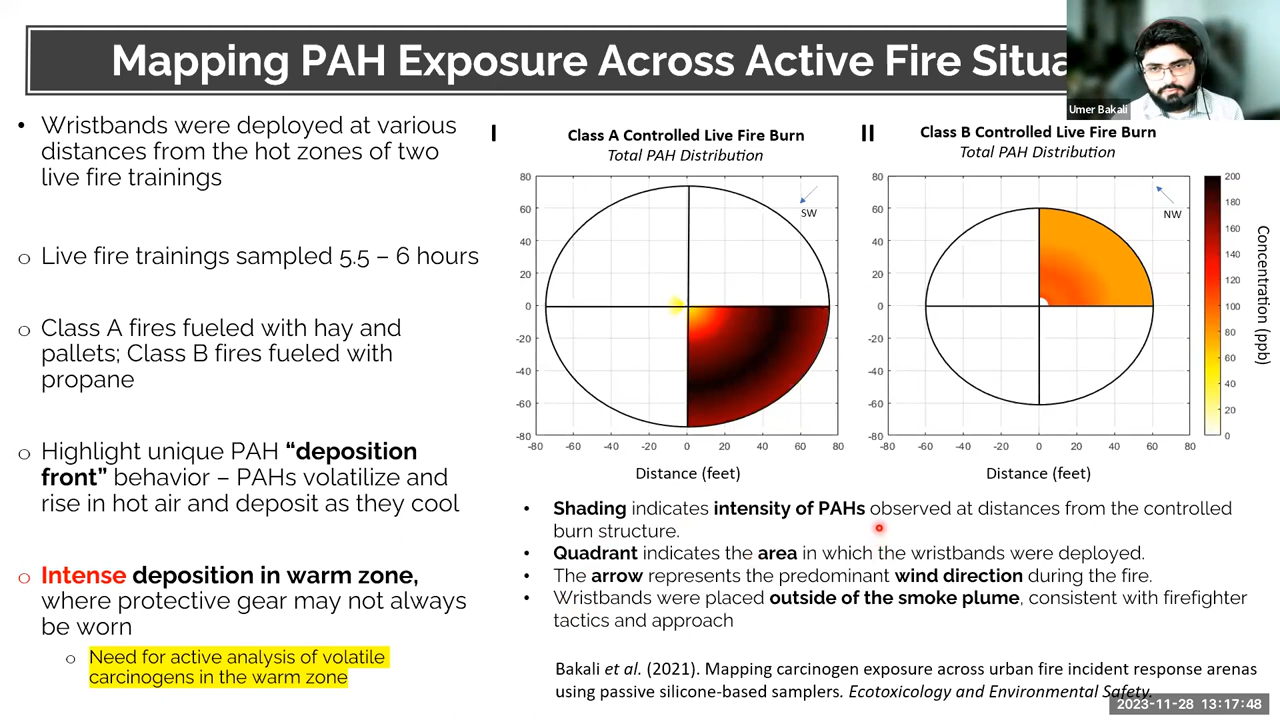 Mapping PAH Exposure Across Active Fire Situa
Umer Bakali
• Wristbands were deployed at various
distances from the hot zones of two
live fire trainings
o Live fire trainings sampled 5.5 – 6 hours
o Class A fires fueled with hay and
pallets; Class B fires fueled with
propane
o Highlight unique PAH “deposition
front” behavior – PAHs volatilize and
rise in hot air and deposit as they cool
o Intense deposition in warm zone,
where protective gear may not always
be worn
o Need for active analysis of volatile
carcinogens in the warm zone
I
Class A Controlled Live Fire Burn
Total PAH Distribution
80
60
40
20
0
-20
-40
-60
-80
SW
-80 -60 -40 -20 0 20 40 60 80
Distance (feet)
II
Class B Controlled Live Fire Burn
Total PAH Distribution
80
60
40
20
0
-20
-40
-60
-80
NW
-80 -60 -40 -20 0 20 40 60 80
Distance (feet)
200
180
160
140
120
100
80
60
40
20
0
Concentration (ppb)
• Shading indicates intensity of PAHs observed at distances from the controlled
burn structure.
• Quadrant indicates the area in which the wristbands were deployed.
• The arrow represents the predominant wind direction during the fire.
• Wristbands were placed outside of the smoke plume, consistent with firefighter
tactics and approach
Bakali et al. (2021). Mapping carcinogen exposure across urban fire incident response arenas
using passive silicone-based samplers. Ecotoxicology and Environmental Safety.
2023-11-28 13:17:48